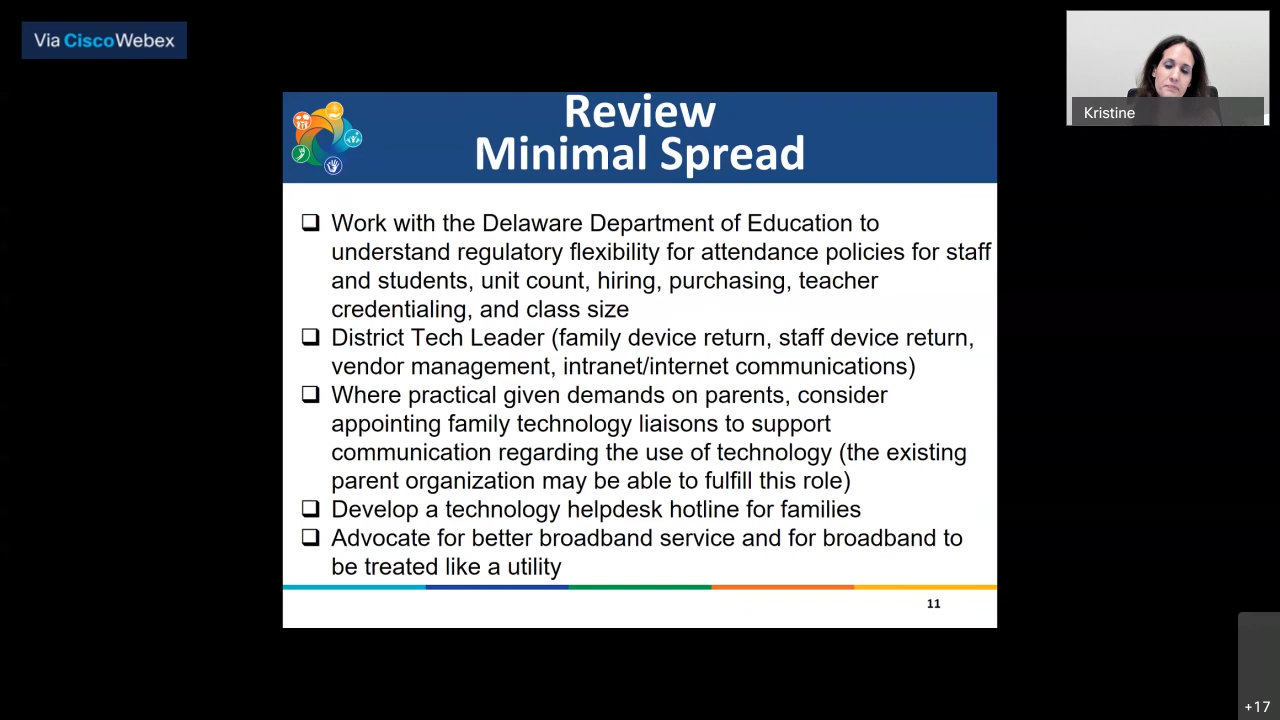 Via Cisco Webex
Kristine
Review
Minimal Spread
Work with the Delaware Department of Education to
understand regulatory flexibility for attendance policies for staff
and students, unit count, hiring, purchasing, teacher
credentialing, and class size
District Tech Leader (family device return, staff device return,
vendor management, intranet/internet communications)
Where practical given demands on parents, consider
appointing family technology liaisons to support
communication regarding the use of technology (the existing
parent organization may be able to fulfill this role)
Develop a technology helpdesk hotline for families
Advocate for better broadband service and for broadband to
be treated like a utility
11
+17